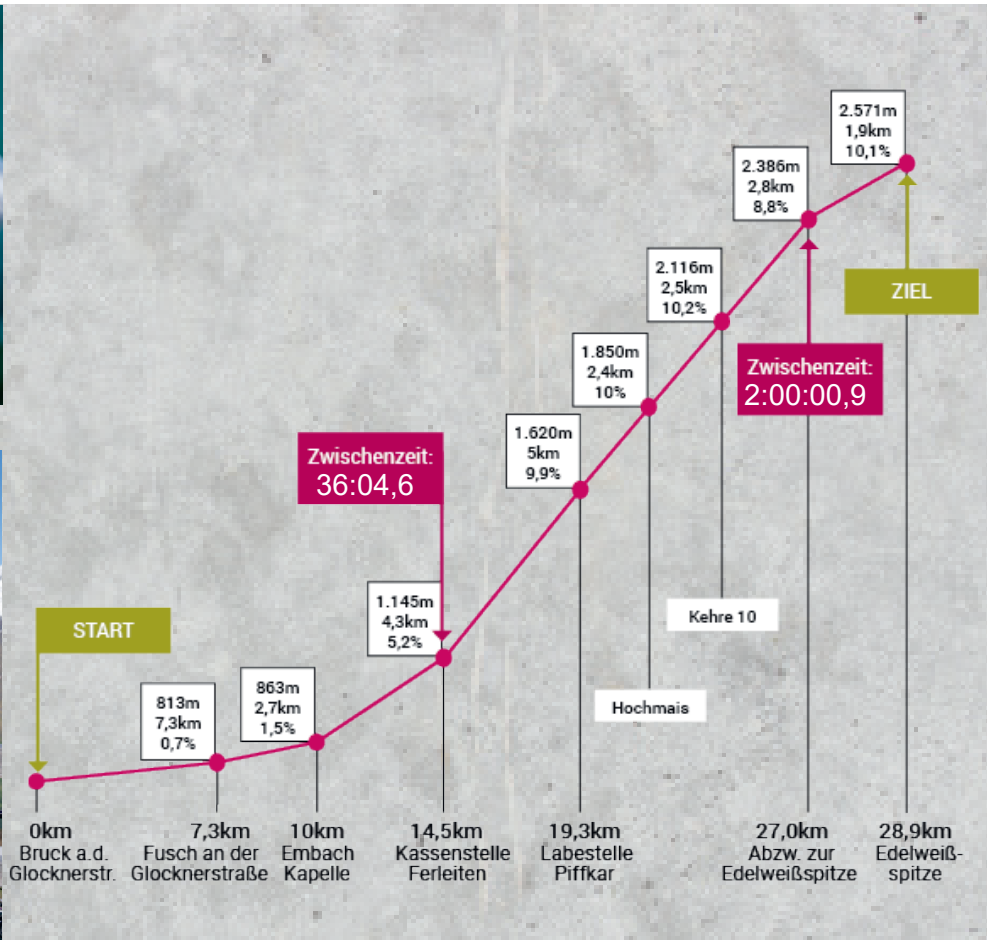 2.571m
1,9km
10,1%
2.386m
2,8km
8,8%
2.116m
2,5km
10,2%
ZIEL
1.850m
2,4km
10%
Zwischenzeit:
2:00:00,9
1.620m
5km
9,9%
Zwischenzeit:
36:04,6
1.145m
4,3km
5,2%
START
Kehre 10
813m
7,3km
0,7%
863m
2,7km
1,5%
Hochmais
0km
Bruck a.d.
Glocknerstr.
7,3km
Fusch an der
Glocknerstraße
10km
Embach
Kapelle
14,5km
Kassenstelle
Ferleiten
19,3km
Labestelle
Piffkar
27,0km
Abzw. zur
Edelweißspitze
28,9km
Edelweiß-
spitze